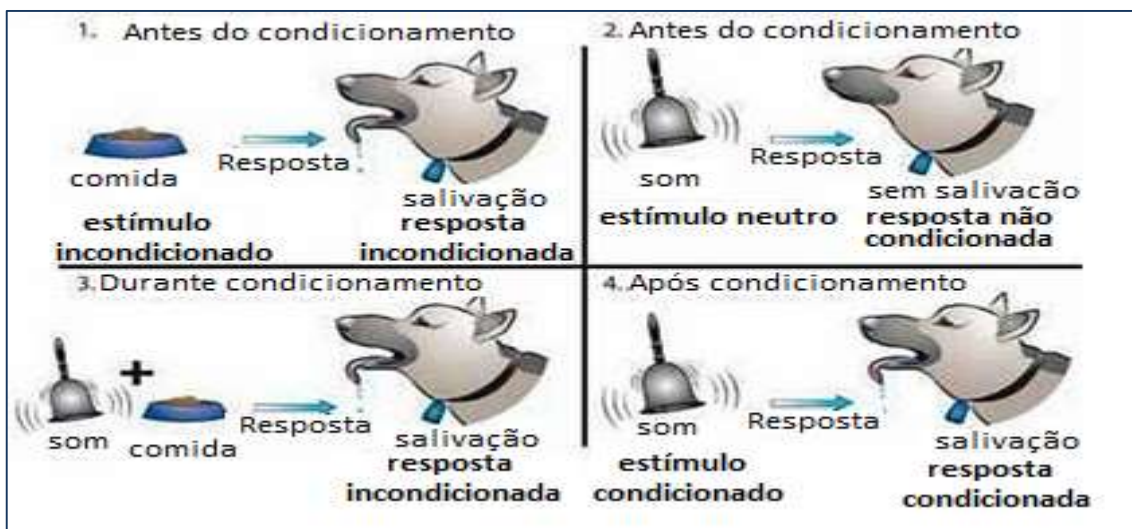 1. Antes do condicionamento
comida
Resposta
salivação
estímulo
incondicionado
resposta
incondicionada
2. Antes do condicionamento
som
Resposta
sem salivacão
estímulo neutro
resposta não
condicionada
3. Durante condicionamento
+
som
comida
Resposta
salivação
resposta
incondicionada
4. Após condicionamento
som
Resposta
salivação
estímulo
condicionado
resposta
condicionada